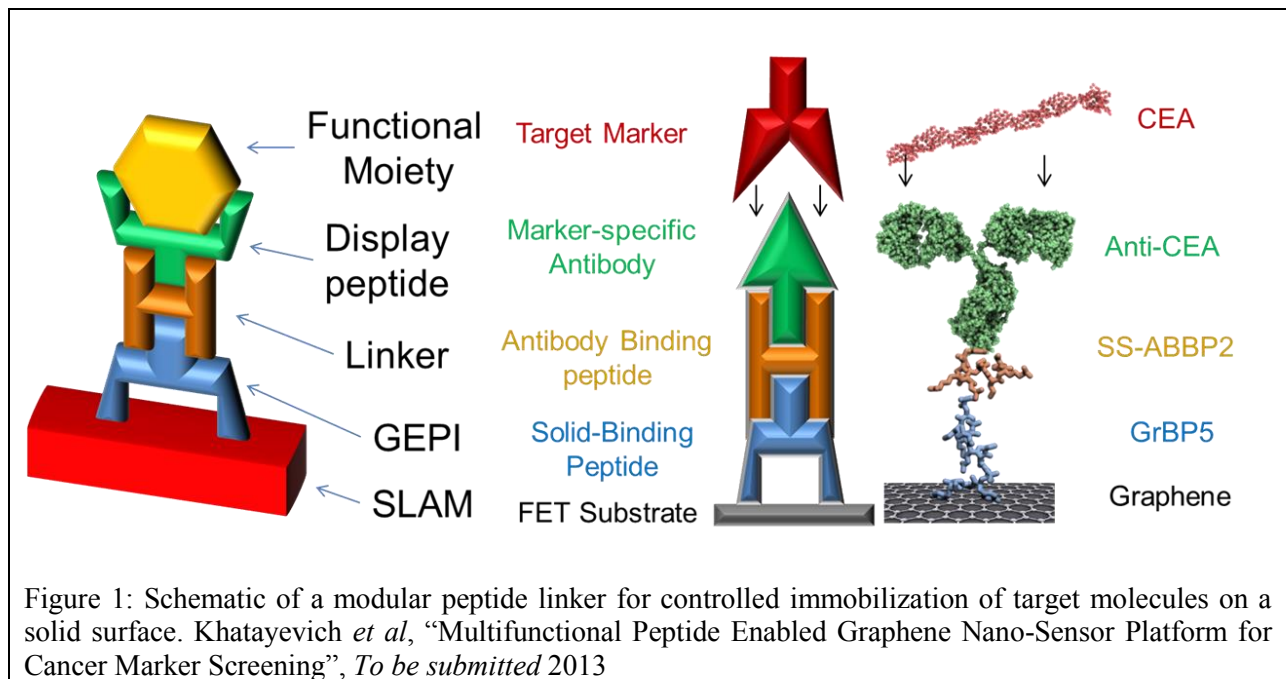 Functional
Moiety
Display
peptide
Linker
GEPI
SLAM
Target Marker
Marker-specific
Antibody
Antibody Binding
peptide
Solid-Binding
Peptide
FET Substrate
CEA
Anti-CEA
SS-ABBP2
GrBP5
Graphene
Figure 1: Schematic of a modular peptide linker for controlled immobilization of target molecules on a
solid surface. Khatayevich et al, “Multifunctional Peptide Enabled Graphene Nano-Sensor Platform for
Cancer Marker Screening”, To be submitted 2013